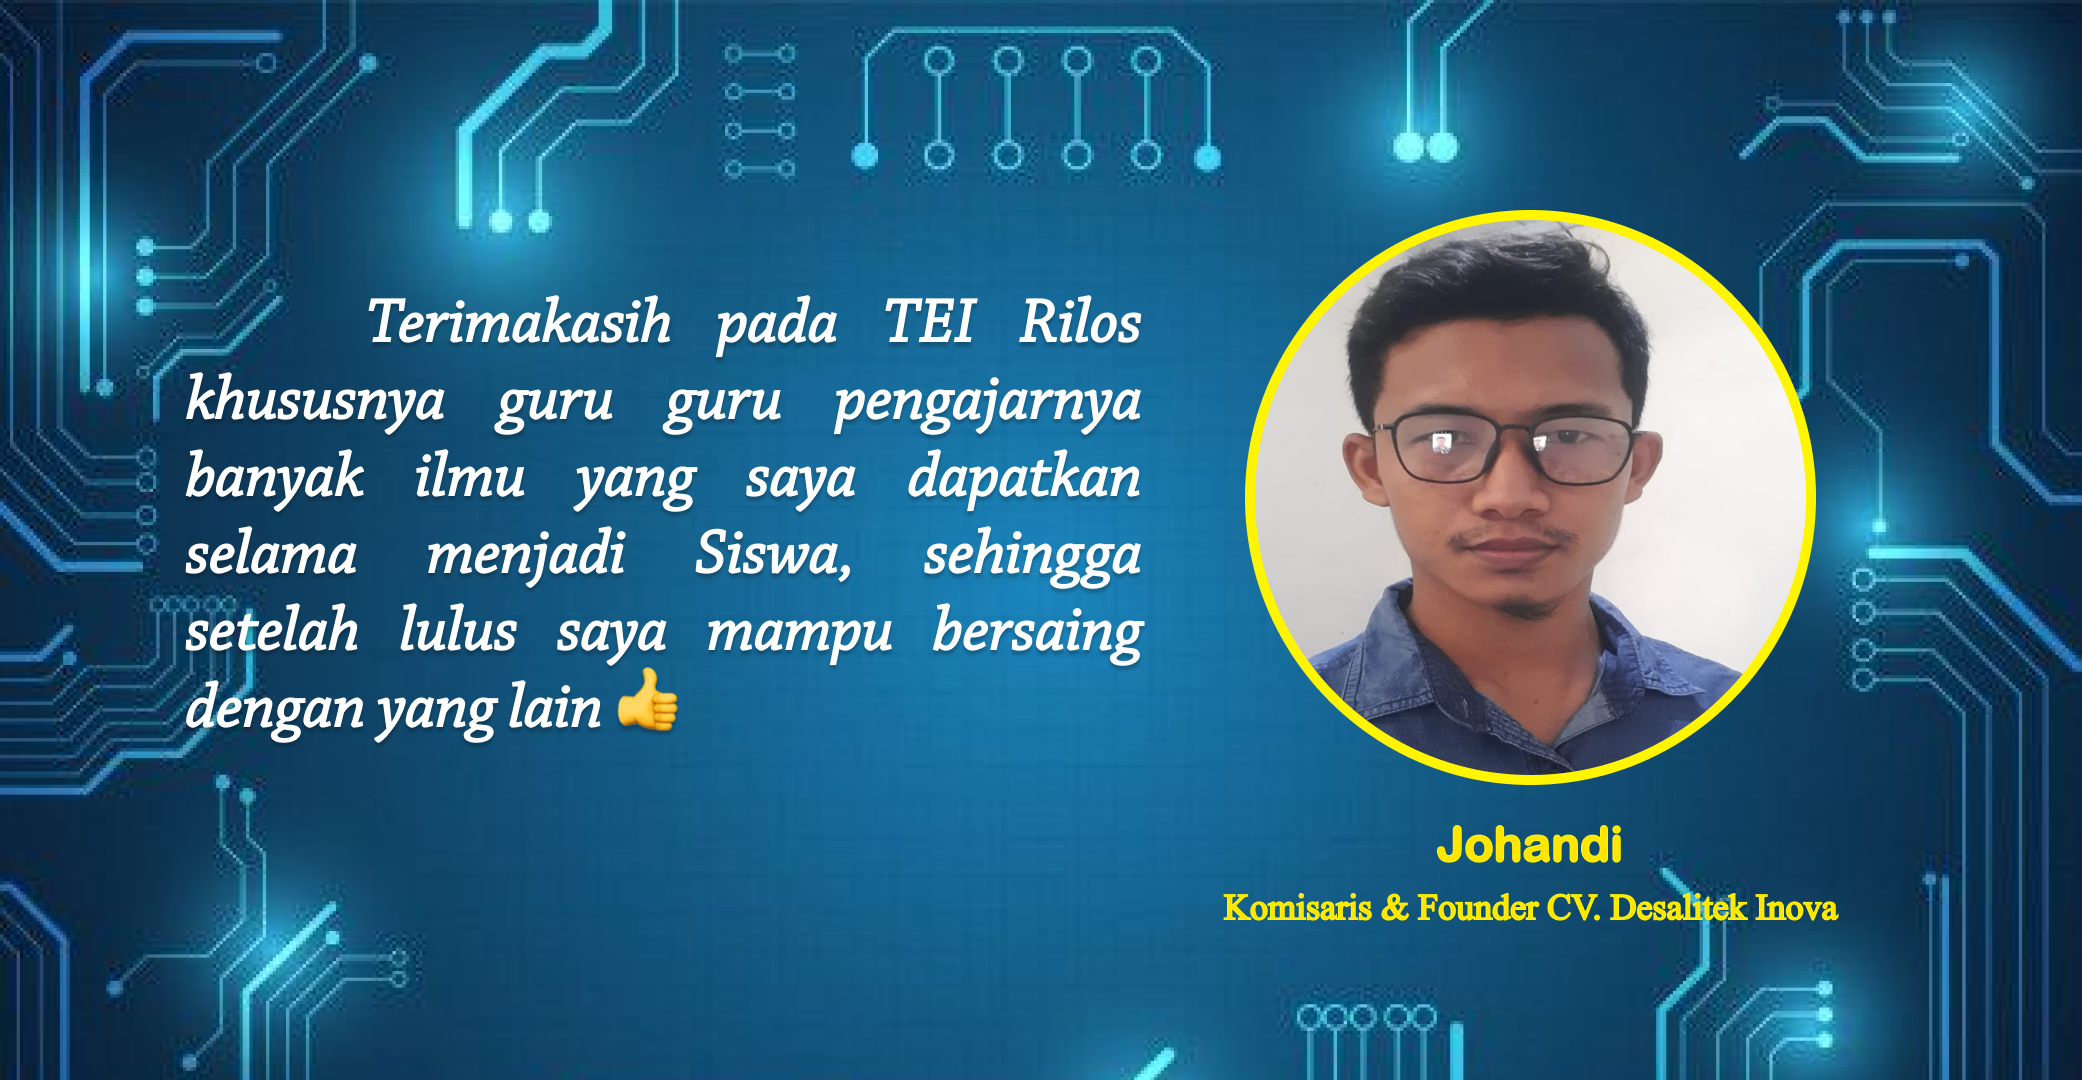 Terimakasih pada TEI Rilos
khususnya guru guru pengajarnya
banyak ilmu yang saya dapatkan
selama menjadi Siswa, sehingga
setelah lulus saya mampu bersaing
dengan yang lain 👍
Johandi
Komisaris & Founder CV. Desalitek Inova